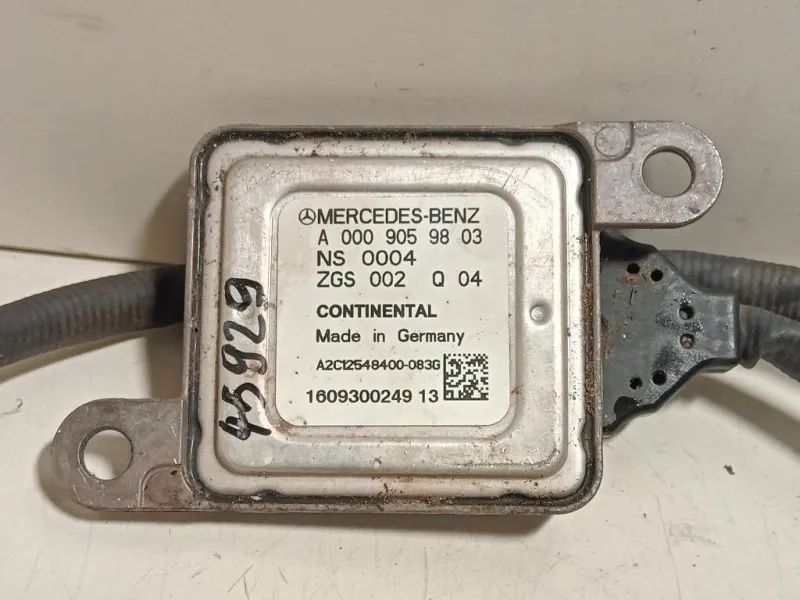 MERCEDES-BENZ
A 000 905 98 03
NS 0004
ZGS 002 Q 04
CONTINENTAL
Made in Germany
A2C12548400-083G
1609300249 13
45929